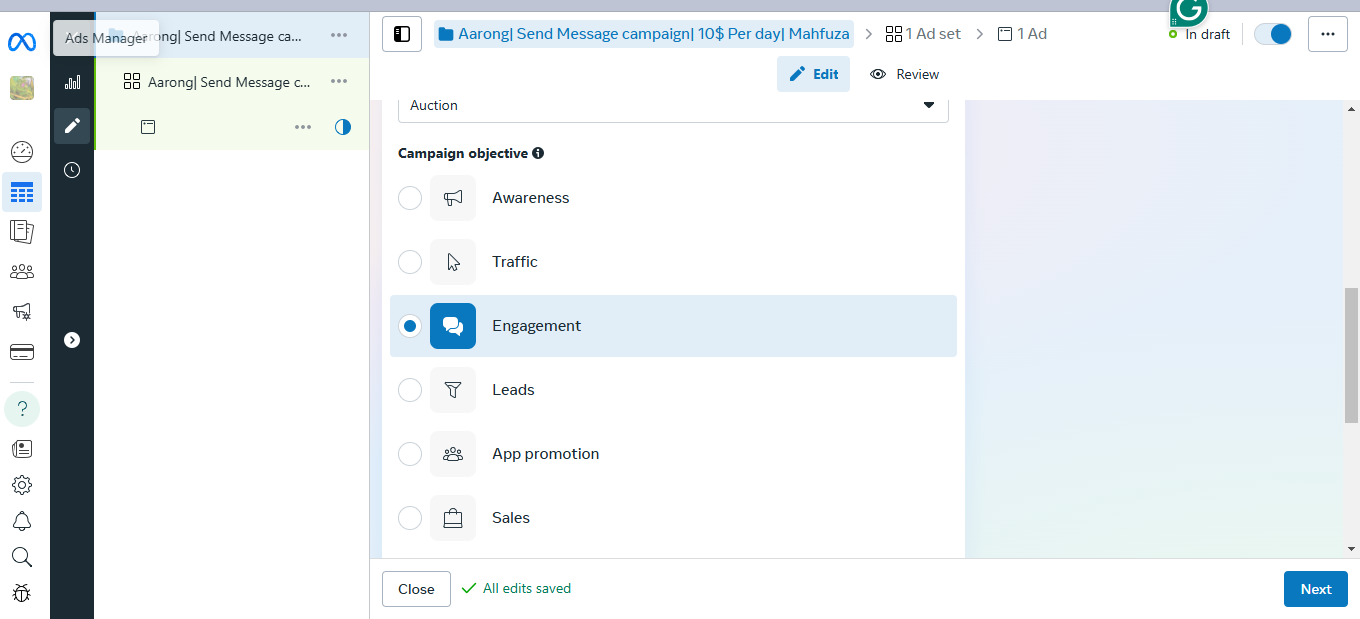 Ads Manager
Aarong| Send Message ca...
Aarong| Send Message c...
Aarong| Send Message campaign| 10$ Per day| Mahfuza
1 Ad set
1 Ad
In draft
Edit
Review
Auction
Campaign objective
Awareness
Traffic
Engagement
Leads
App promotion
Sales
Close
All edits saved
Next